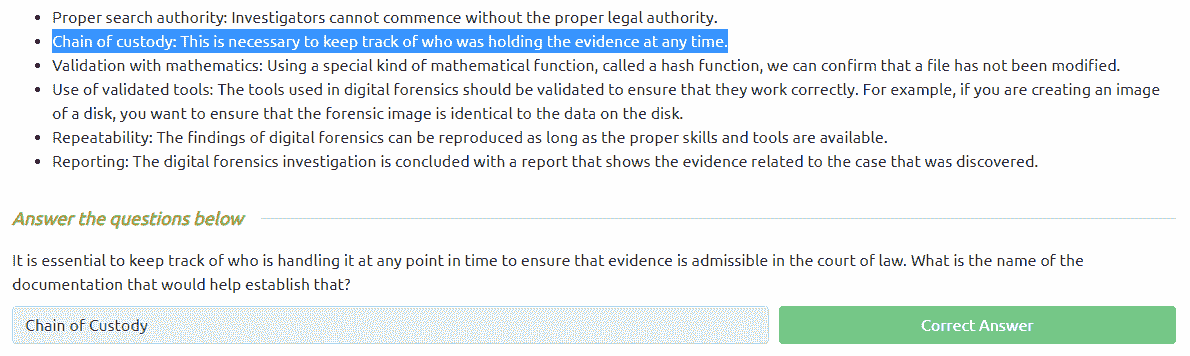 • Proper search authority: Investigators cannot commence without the proper legal authority.
• Chain of custody: This is necessary to keep track of who was holding the evidence at any time.
• Validation with mathematics: Using a special kind of mathematical function, called a hash function, we can confirm that a file has not been modified.
• Use of validated tools: The tools used in digital forensics should be validated to ensure that they work correctly. For example, if you are creating an image
of a disk, you want to ensure that the forensic image is identical to the data on the disk.
• Repeatability: The findings of digital forensics can be reproduced as long as the proper skills and tools are available.
• Reporting: The digital forensics investigation is concluded with a report that shows the evidence related to the case that was discovered.
Answer the questions below
It is essential to keep track of who is handling it at any point in time to ensure that evidence is admissible in the court of law. What is the name of the
documentation that would help establish that?
Chain of Custody
Correct Answer